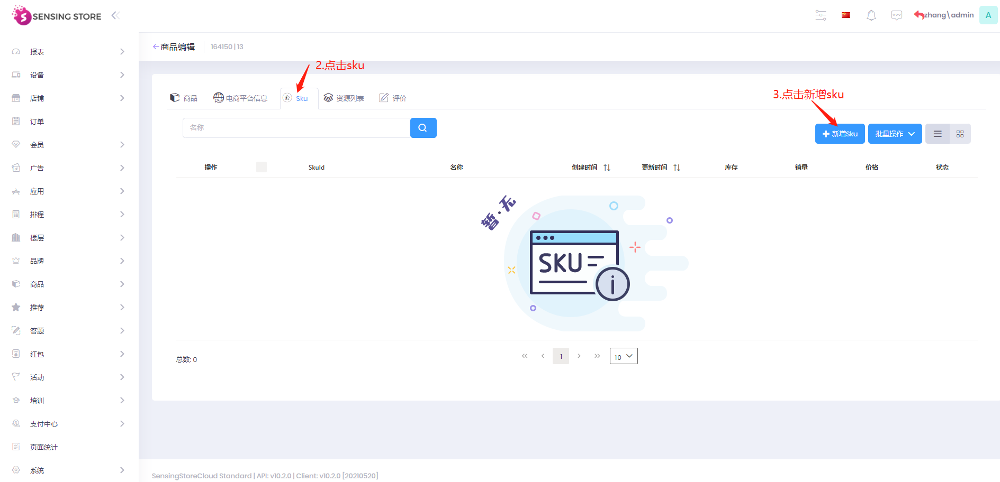 SENSING STORE
zhang\admin
A
报表
设备
店铺
订单
会员
广告
应用
排程
楼层
品牌
商品
推荐
答题
红包
活动
培训
支付中心
页面统计
系统
商品编辑
164150 | 13
2.点击sku
商品
电商平台信息
Sku
资源列表
评价
3.点击新增sku
名称
新增Sku
批量操作
操作
SkuId
名称
创建时间
更新时间
库存
销量
价格
状态
暂·无
SKU
i
总数: 0
1
10
SensingStoreCloud Standard | API: v10.2.0 | Client: v10.2.0 [20210520]